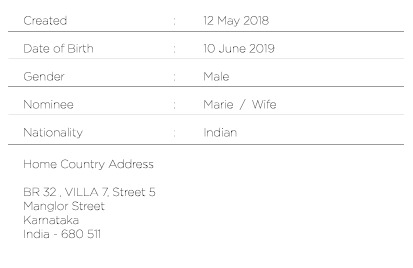 Created : 12 May 2018
Date of Birth : 10 June 2019
Gender : Male
Nominee : Marie / Wife
Nationality : Indian
Home Country Address
BR 32 , VILLA 7, Street 5
Manglor Street
Karnataka
India - 680 511